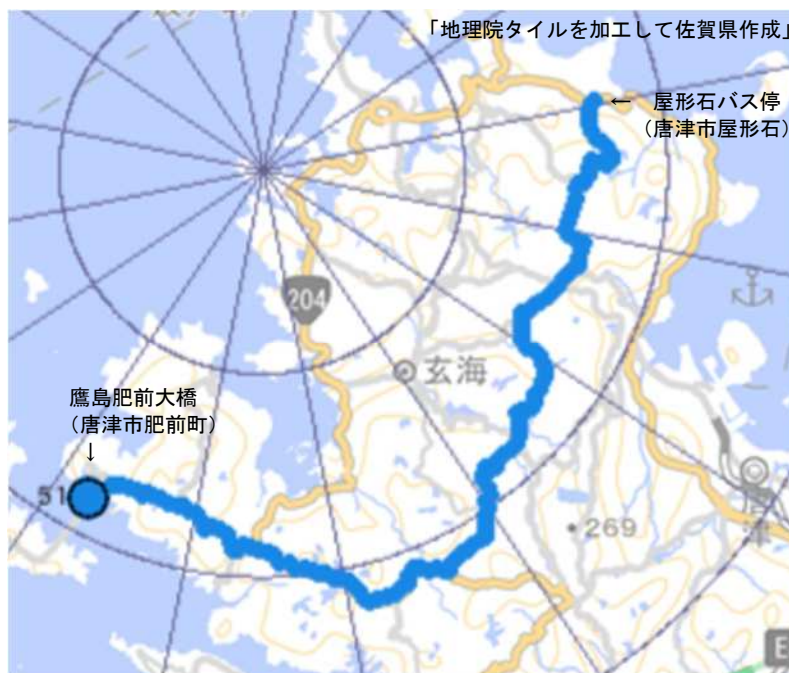 「地理院タイルを加工して佐賀県作成」
← 屋形石バス停
（唐津市屋形石）
204
玄海
鷹島肥前大橋
（唐津市肥前町）
↓
51
269
津
E